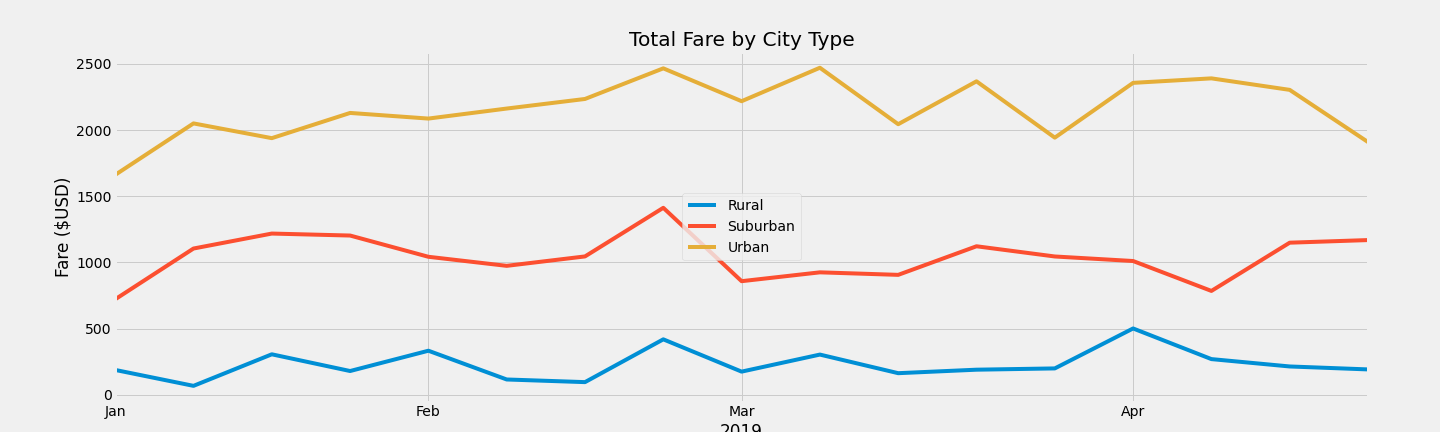 Total Fare by City Type
Fare ($USD)
2500
2000
1500
1000
500
0
Rural
Suburban
Urban
Jan Feb Mar Apr
2019